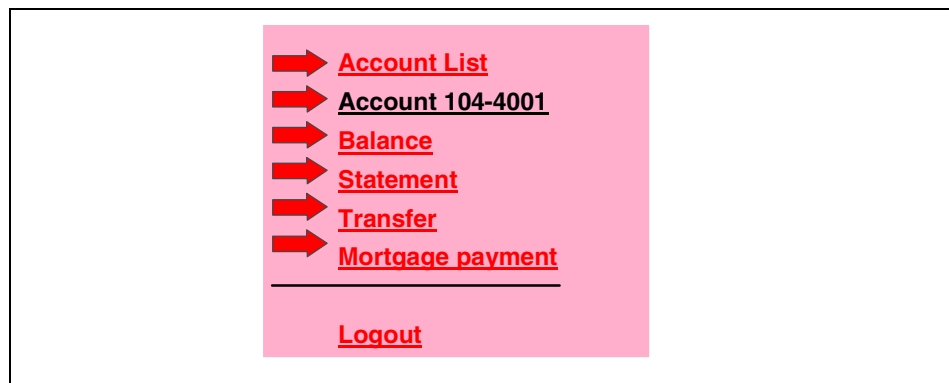 Account List
Account 104-4001
Balance
Statement
Transfer
Mortgage payment
Logout